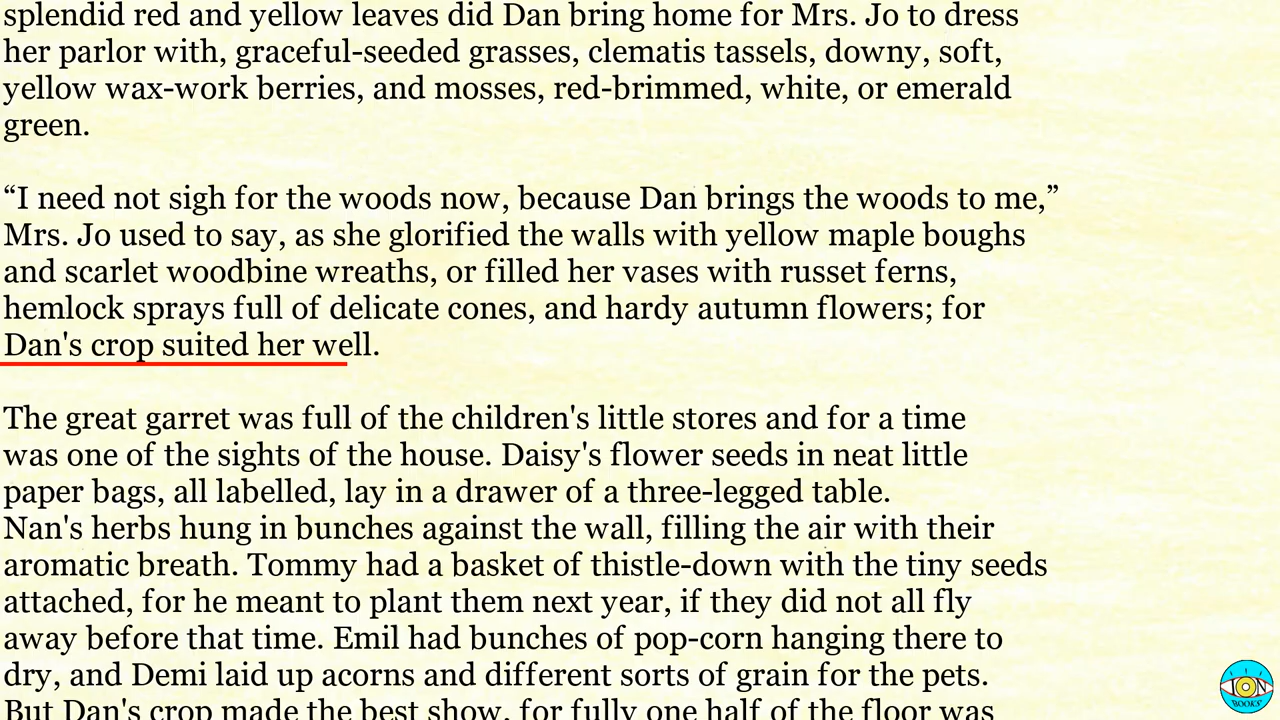 splendid red and yellow leaves did Dan bring home for Mrs. Jo to dress
her parlor with, graceful-seeded grasses, clematis tassels, downy, soft,
yellow wax-work berries, and mosses, red-brimmed, white, or emerald
green.
“I need not sigh for the woods now, because Dan brings the woods to me,”
Mrs. Jo used to say, as she glorified the walls with yellow maple boughs
and scarlet woodbine wreaths, or filled her vases with russet ferns,
hemlock sprays full of delicate cones, and hardy autumn flowers; for
Dan's crop suited her well.
The great garret was full of the children's little stores and for a time
was one of the sights of the house. Daisy's flower seeds in neat little
paper bags, all labelled, lay in a drawer of a three-legged table.
Nan's herbs hung in bunches against the wall, filling the air with their
aromatic breath. Tommy had a basket of thistle-down with the tiny seeds
attached, for he meant to plant them next year, if they did not all fly
away before that time. Emil had bunches of pop-corn hanging there to
dry, and Demi laid up acorns and different sorts of grain for the pets.
But Dan's crop made the best show, for fully one half of the floor was
ION
BOOKS